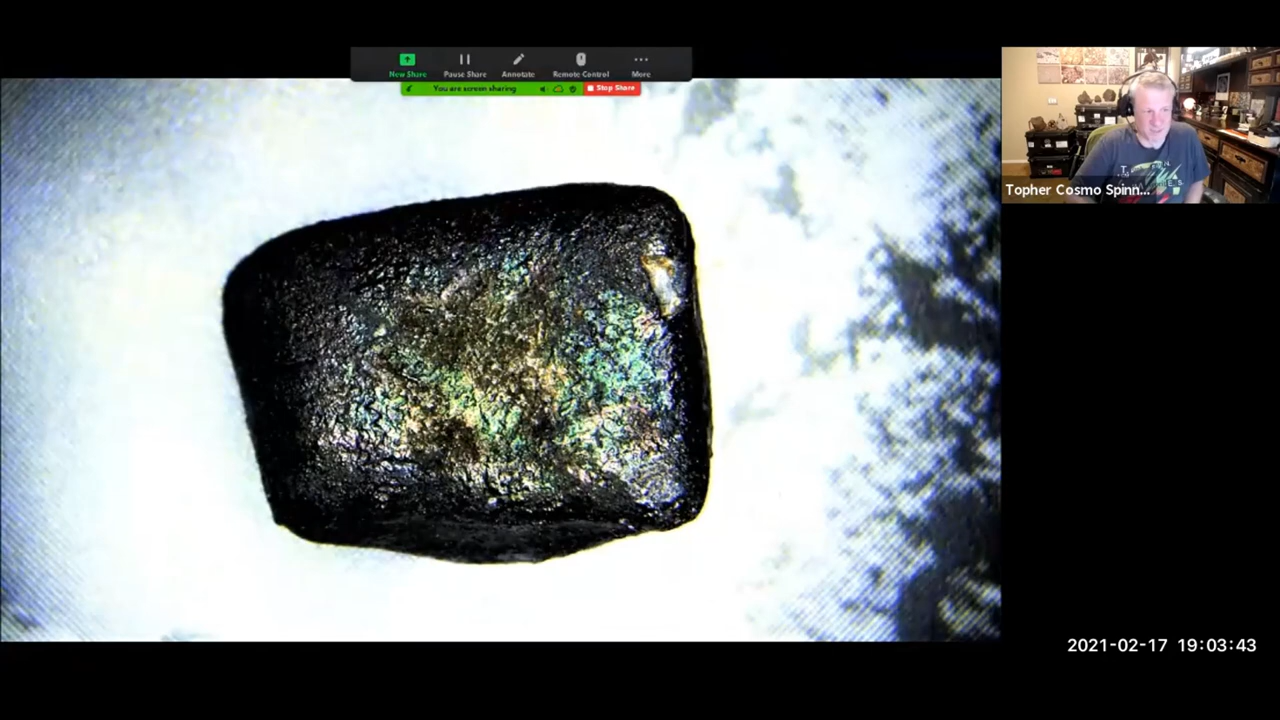 New Share
Pause Share
Annotate
Remote Control
More
You are screen sharing
Stop Share
Topher Cosmo Spinn...
2021-02-17 19:03:43